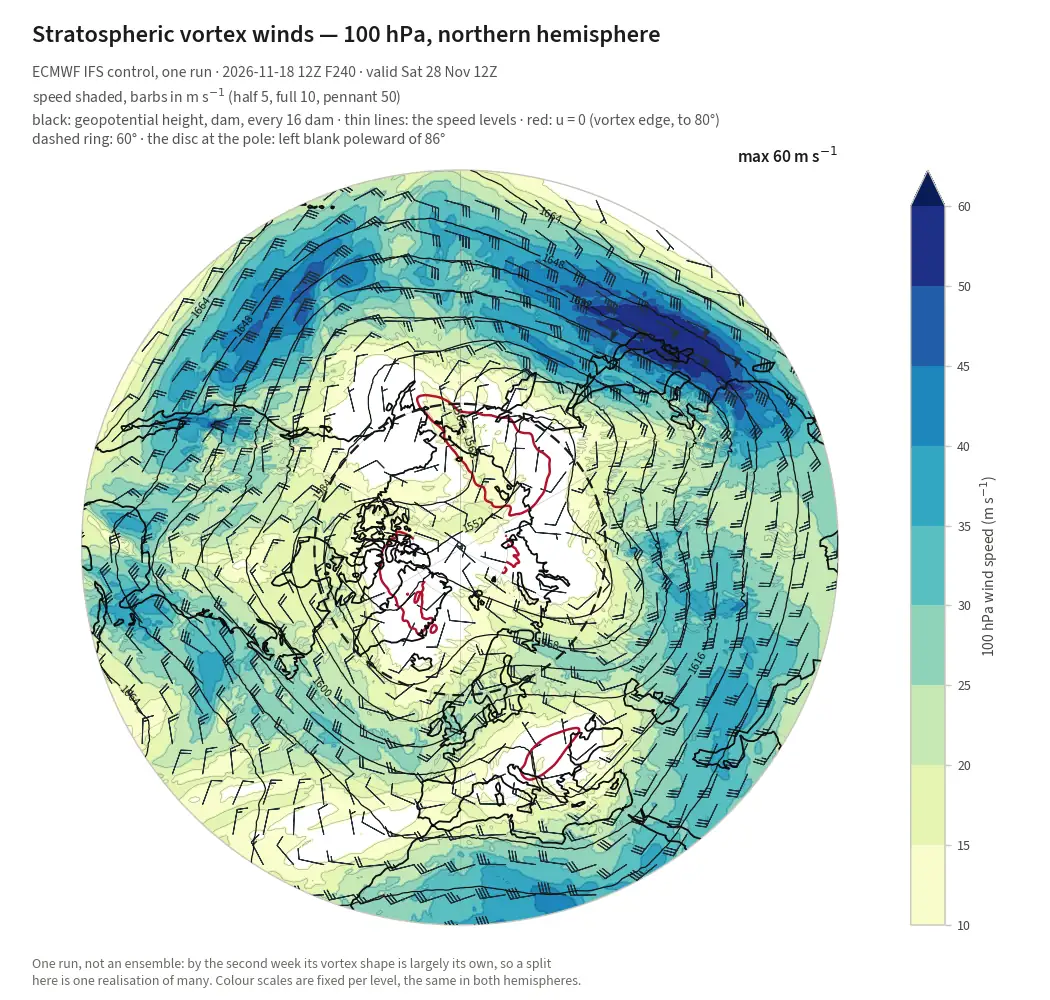 Stratospheric vortex winds — 100 hPa, northern hemisphere
ECMWF IFS control, one run · 2026-11-18 12Z F240 · valid Sat 28 Nov 12Z
speed shaded, barbs in m s⁻¹ (half 5, full 10, pennant 50)
black: geopotential height, dam, every 16 dam · thin lines: the speed levels · red: u = 0 (vortex edge, to 80°)
dashed ring: 60° · the disc at the pole: left blank poleward of 86°
max 60 m s⁻¹
1664
1648
1664
1648
1552
1600
1616
1664
60
50
45
40
35
30
25
20
15
10
100 hPa wind speed (m s⁻¹)
One run, not an ensemble: by the second week its vortex shape is largely its own, so a split
here is one realisation of many. Colour scales are fixed per level, the same in both hemispheres.